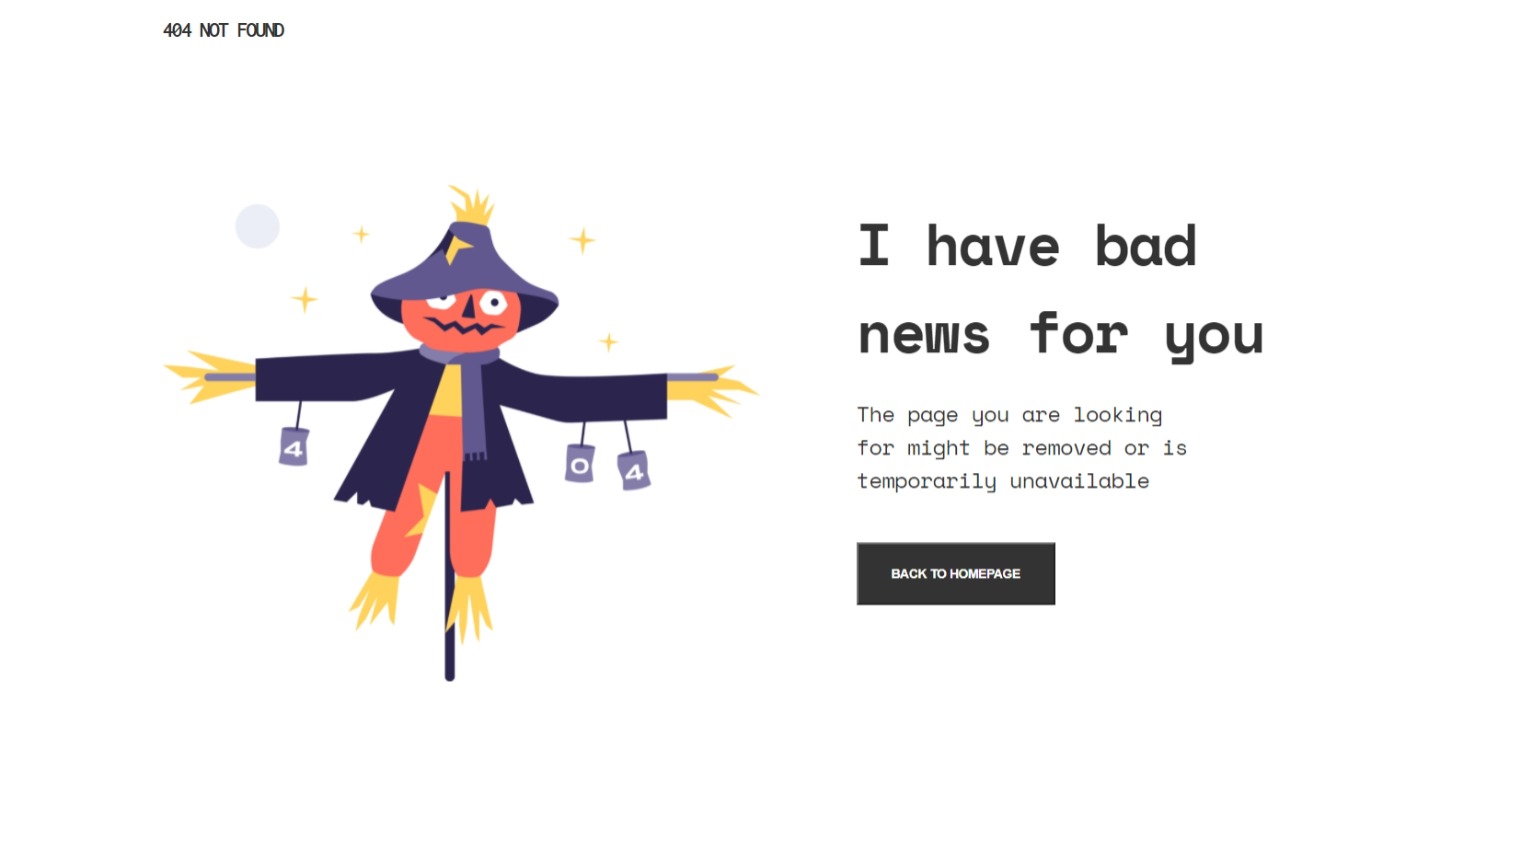 404 NOT FOUND
I have bad
news for you
4
0
4
The page you are looking
for might be removed or is
temporarily unavailable
BACK TO HOMEPAGE